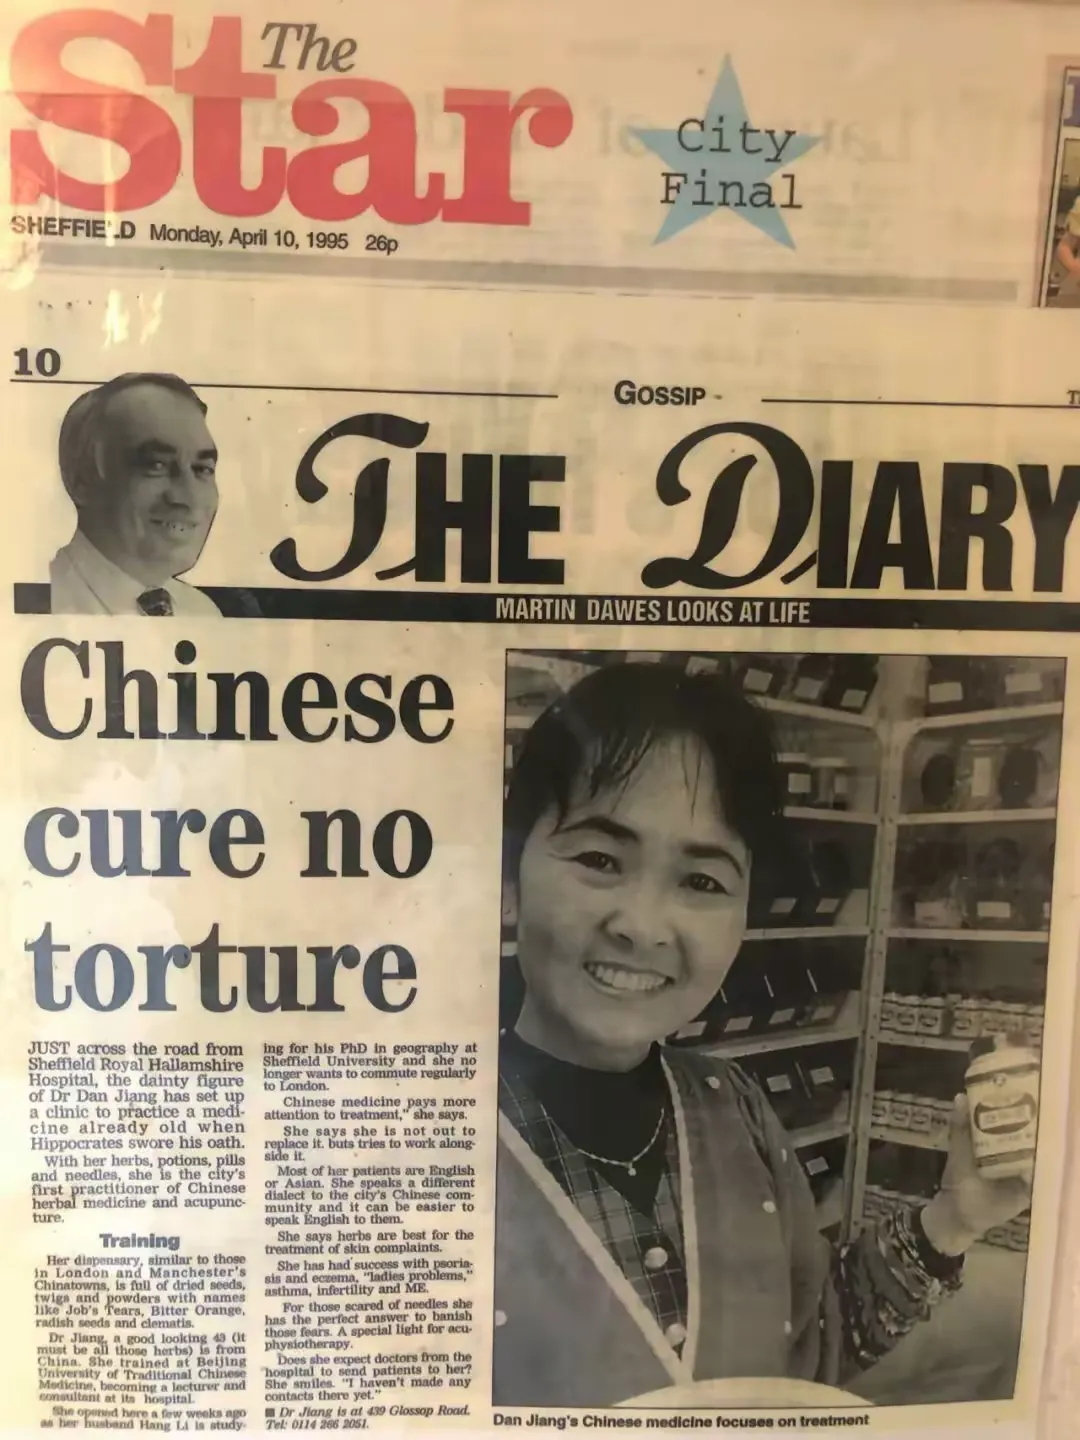 The
Star
City
Final
SHEFFIELD Monday, April 10, 1995 26p
10
GOSSIP
THE DIARY
MARTIN DAWES LOOKS AT LIFE
Chinese
cure no
torture
JUST across the road from
Sheffield Royal Hallamshire
Hospital, the dainty figure
of Dr Dan Jiang has set up
a clinic to practice a medi-
cine already old when
Hippocrates swore his oath.
With her herbs, potions, pills
and needles, she is the city's
first practitioner of Chinese
herbal medicine and acupunc-
ture.
Training
Her dispensary, similar to those
in London and Manchester's
Chinatowns, is full of dried seeds,
twigs and powders with names
like Job's Tears, Bitter Orange,
radish seeds and clematis.
Dr Jiang, a good looking 43 (it
must be all those herbs) is from
China. She trained at Beijing
University of Traditional Chinese
Medicine, becoming a lecturer and
consultant at its hospital.
She opened here a few weeks ago
as her husband Hang Li is study-
ing for his PhD in geography at
Sheffield University and she no
longer wants to commute regularly
to London.
Chinese medicine pays more
attention to treatment," she says.
She says she is not out to
replace it. buts tries to work along-
side it.
Most of her patients are English
or Asian. She speaks a different
dialect to the city's Chinese com-
munity and it can be easier to
speak English to them.
She says herbs are best for the
treatment of skin complaints.
She has had success with psoria-
sis and eczema, "ladies problems,"
asthma, infertility and ME.
For those scared of needles she
has the perfect answer to banish
those fears. A special light for acu-
physiotherapy.
Does she expect doctors from the
hospital to send patients to her?
She smiles. "I haven't made any
contacts there yet."
■ Dr Jiang is at 439 Glossop Road.
Tel: 0114 266 2051.
Dan Jiang's Chinese medicine focuses on treatment